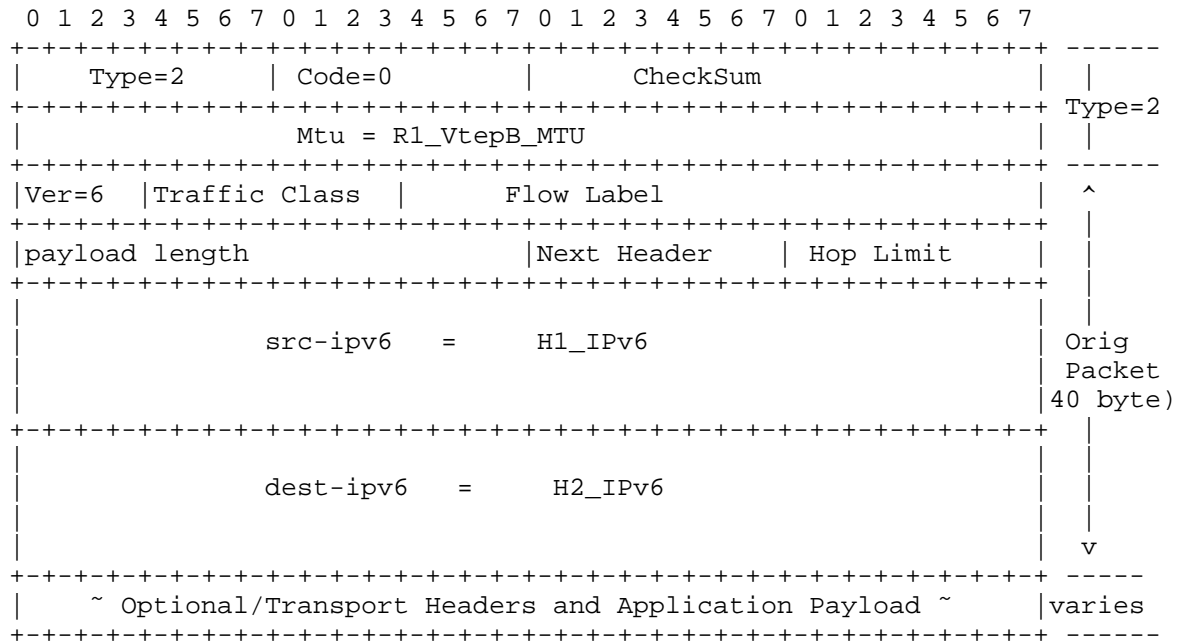 0 1 2 3 4 5 6 7 0 1 2 3 4 5 6 7 0 1 2 3 4 5 6 7 0 1 2 3 4 5 6 7
+-+-+-+-+-+-+-+-+-+-+-+-+-+-+-+-+-+-+-+-+-+-+-+-+-+-+-+-+-+-+-+-+ ------
|    Type=2     | Code=0        |      CheckSum                 |  |
+-+-+-+-+-+-+-+-+-+-+-+-+-+-+-+-+-+-+-+-+-+-+-+-+-+-+-+-+-+-+-+-+ Type=2
|                 Mtu = R1_VtepB_MTU                            |  |
+-+-+-+-+-+-+-+-+-+-+-+-+-+-+-+-+-+-+-+-+-+-+-+-+-+-+-+-+-+-+-+-+ ------
|Ver=6  |Traffic Class  |      Flow Label                       |  ^
+-+-+-+-+-+-+-+-+-+-+-+-+-+-+-+-+-+-+-+-+-+-+-+-+-+-+-+-+-+-+-+-+  |
|payload length                 |Next Header    | Hop Limit     |  |
+-+-+-+-+-+-+-+-+-+-+-+-+-+-+-+-+-+-+-+-+-+-+-+-+-+-+-+-+-+-+-+-+  |
|                                                               |  |
|               src-ipv6   =     H1_IPv6                        | Orig
|                                                               | Packet
|                                                               |40 byte)
+-+-+-+-+-+-+-+-+-+-+-+-+-+-+-+-+-+-+-+-+-+-+-+-+-+-+-+-+-+-+-+-+  |
|                                                               |  |
|               dest-ipv6   =     H2_IPv6                       |  |
|                                                               |  |
|                                                               |  v
+-+-+-+-+-+-+-+-+-+-+-+-+-+-+-+-+-+-+-+-+-+-+-+-+-+-+-+-+-+-+-+-+ -----
|    ~ Optional/Transport Headers and Application Payload ~     |varies
+-+-+-+-+-+-+-+-+-+-+-+-+-+-+-+-+-+-+-+-+-+-+-+-+-+-+-+-+-+-+-+-+ ------